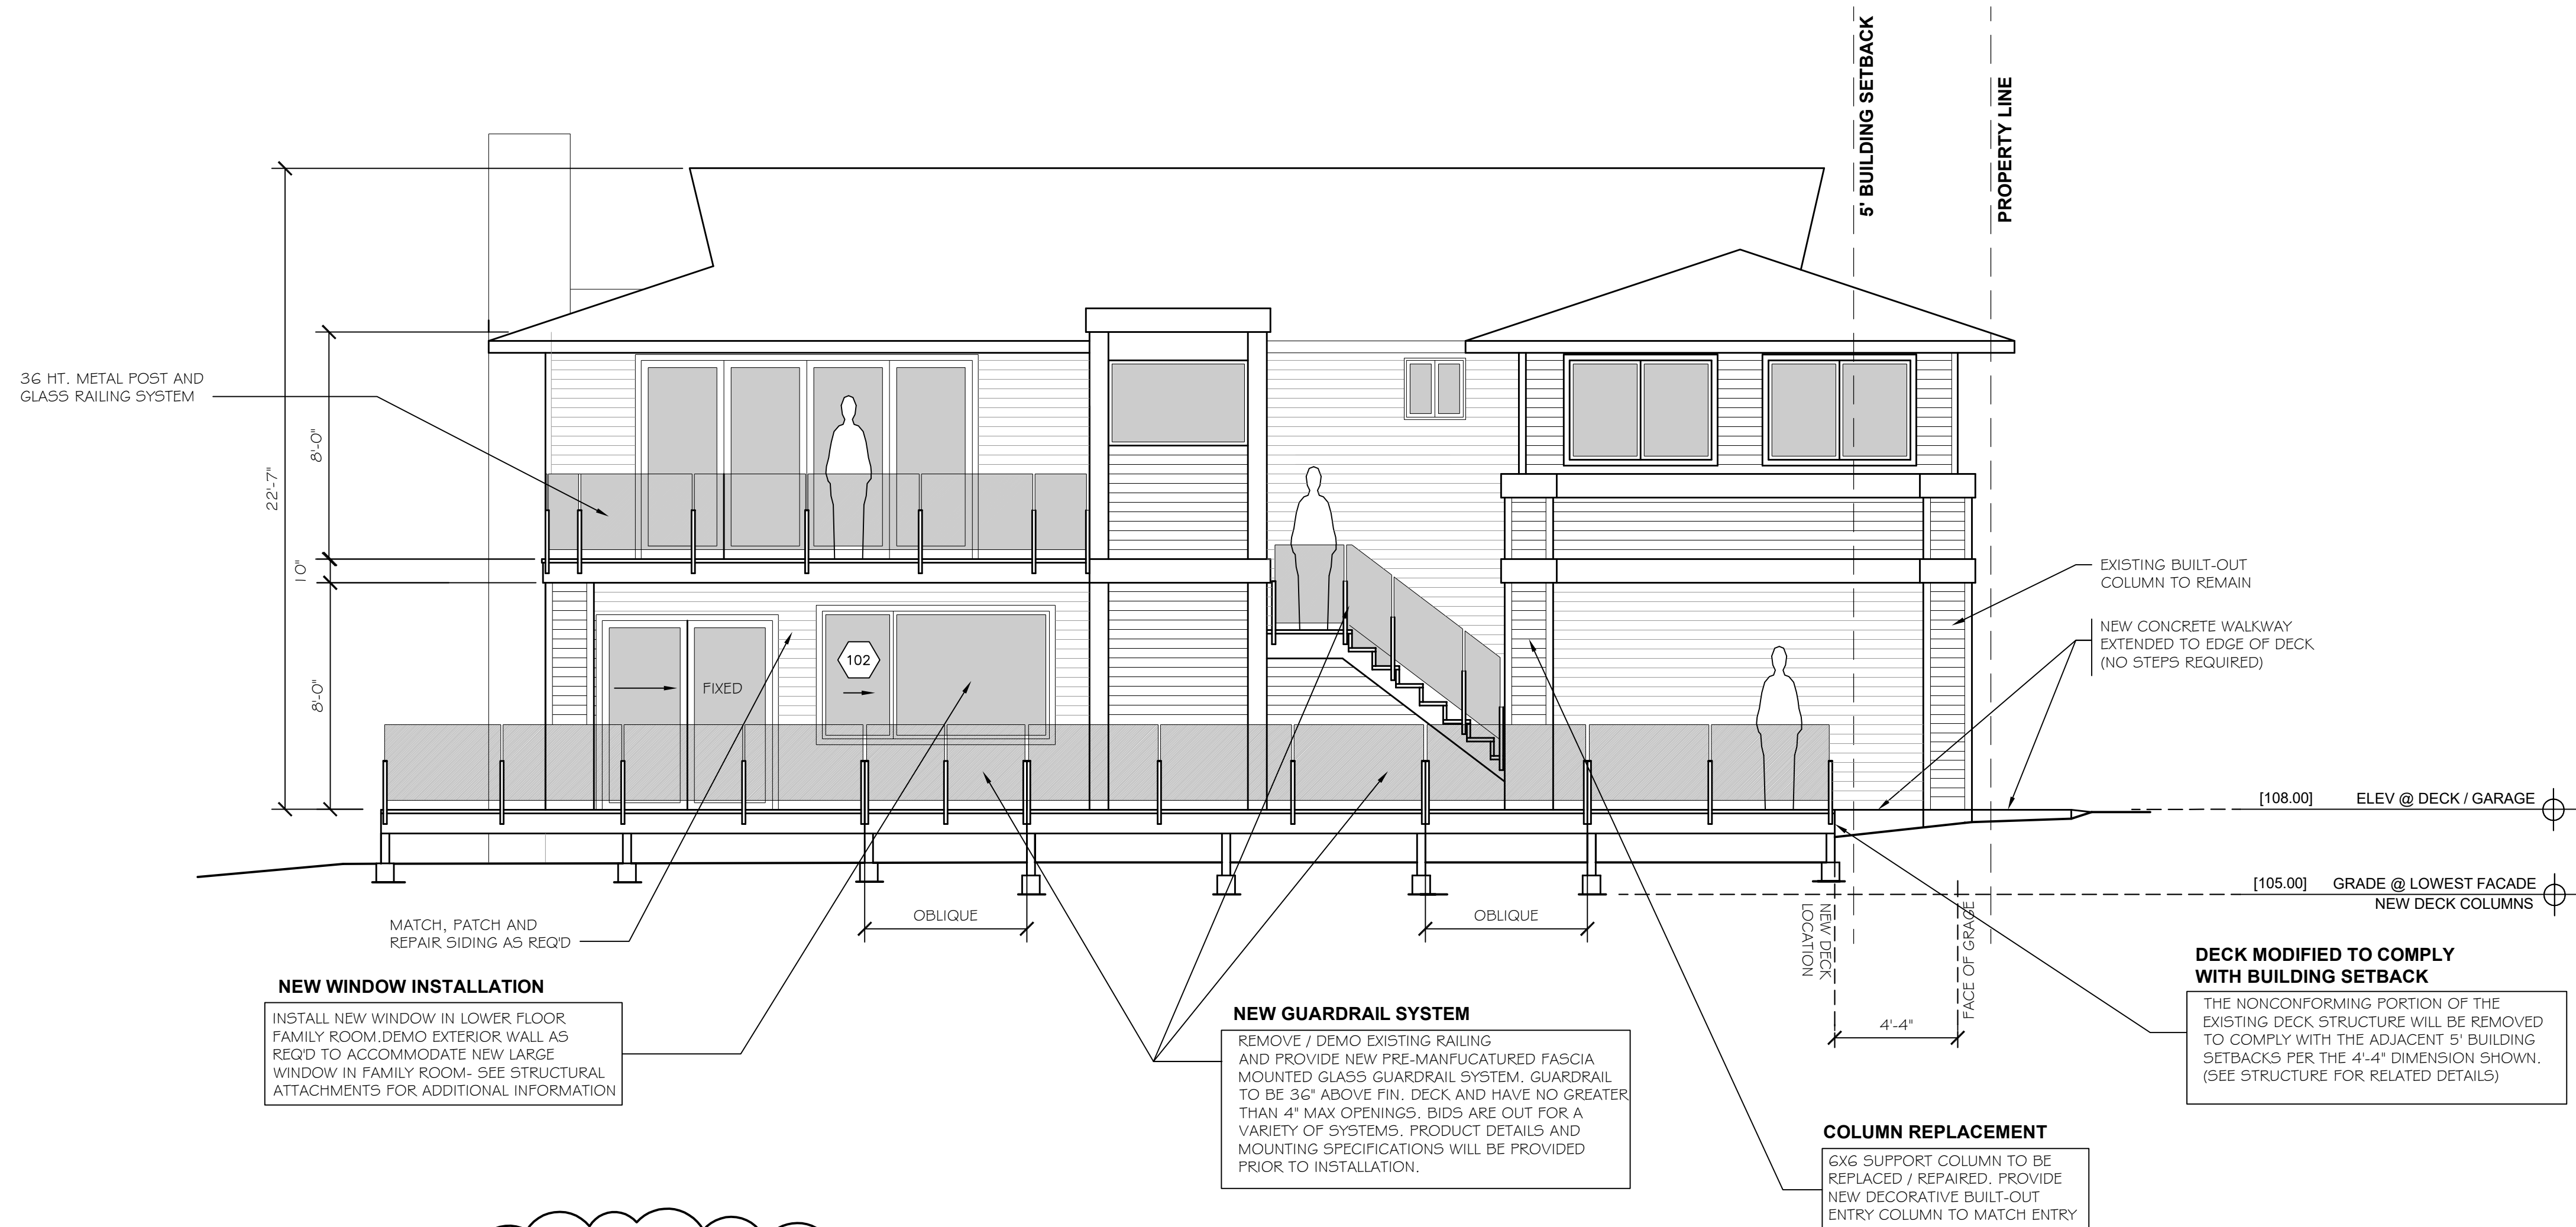 5' BUILDING SETBACK
PROPERTY LINE
36 HT. METAL POST AND
GLASS RAILING SYSTEM
22'-7"
8'-0"
10"
8'-0"
FIXED
102
EXISTING BUILT-OUT
COLUMN TO REMAIN
NEW CONCRETE WALKWAY
EXTENDED TO EDGE OF DECK
(NO STEPS REQUIRED)
[108.00] ELEV @ DECK / GARAGE
[105.00] GRADE @ LOWEST FACADE
NEW DECK COLUMNS
MATCH, PATCH AND
REPAIR SIDING AS REQ'D
OBLIQUE
OBLIQUE
NEW DECK
LOCATION
FACE OF GRAGE
4'-4"
NEW WINDOW INSTALLATION
INSTALL NEW WINDOW IN LOWER FLOOR
FAMILY ROOM.DEMO EXTERIOR WALL AS
REQ'D TO ACCOMMODATE NEW LARGE
WINDOW IN FAMILY ROOM- SEE STRUCTURAL
ATTACHMENTS FOR ADDITIONAL INFORMATION
NEW GUARDRAIL SYSTEM
REMOVE / DEMO EXISTING RAILING
AND PROVIDE NEW PRE-MANFUCATURED FASCIA
MOUNTED GLASS GUARDRAIL SYSTEM. GUARDRAIL
TO BE 36" ABOVE FIN. DECK AND HAVE NO GREATER
THAN 4" MAX OPENINGS. BIDS ARE OUT FOR A
VARIETY OF SYSTEMS. PRODUCT DETAILS AND
MOUNTING SPECIFICATIONS WILL BE PROVIDED
PRIOR TO INSTALLATION.
DECK MODIFIED TO COMPLY
WITH BUILDING SETBACK
THE NONCONFORMING PORTION OF THE
EXISTING DECK STRUCTURE WILL BE REMOVED
TO COMPLY WITH THE ADJACENT 5' BUILDING
SETBACKS PER THE 4'-4" DIMENSION SHOWN.
(SEE STRUCTURE FOR RELATED DETAILS)
COLUMN REPLACEMENT
6X6 SUPPORT COLUMN TO BE
REPLACED / REPAIRED. PROVIDE
NEW DECORATIVE BUILT-OUT
ENTRY COLUMN TO MATCH ENTRY